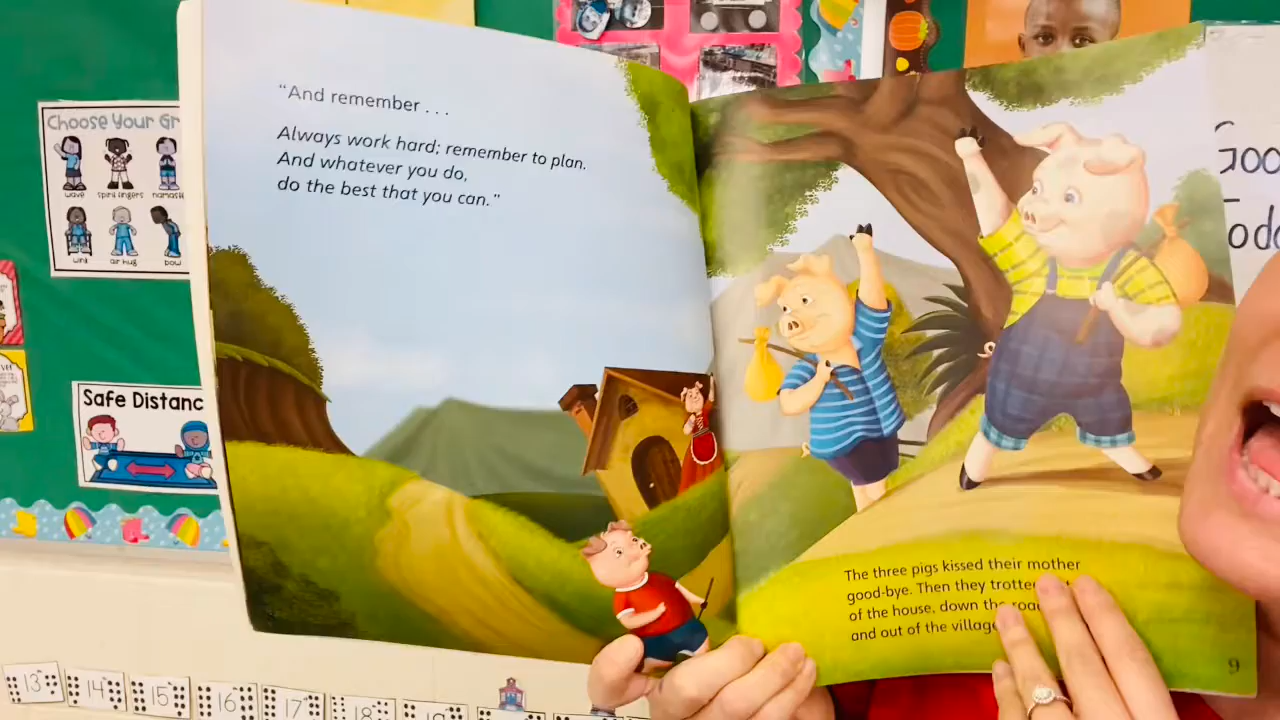 Choose Your Gr
wave spirit fingers namaste
wink air hug bow
Safe Distanc
"And remember . . .
Always work hard; remember to plan.
And whatever you do,
do the best that you can."
The three pigs kissed their mother
good-bye. Then they trotted
of the house, down the road
and out of the village
9
13 14 15 16 17 18 19